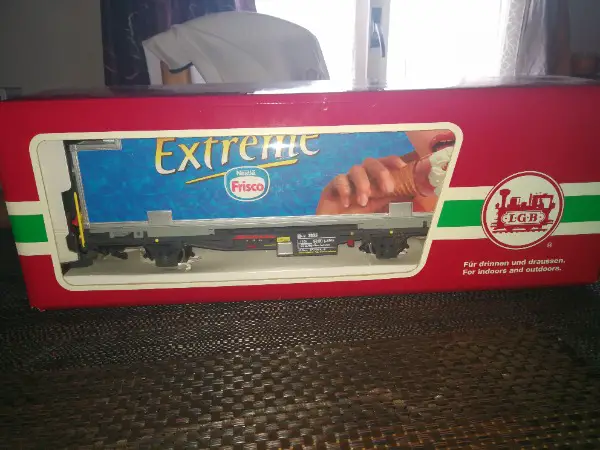 Extreme
Nestlé
Frisco
LGB
®
Für drinnen und draussen.
For indoors and outdoors.